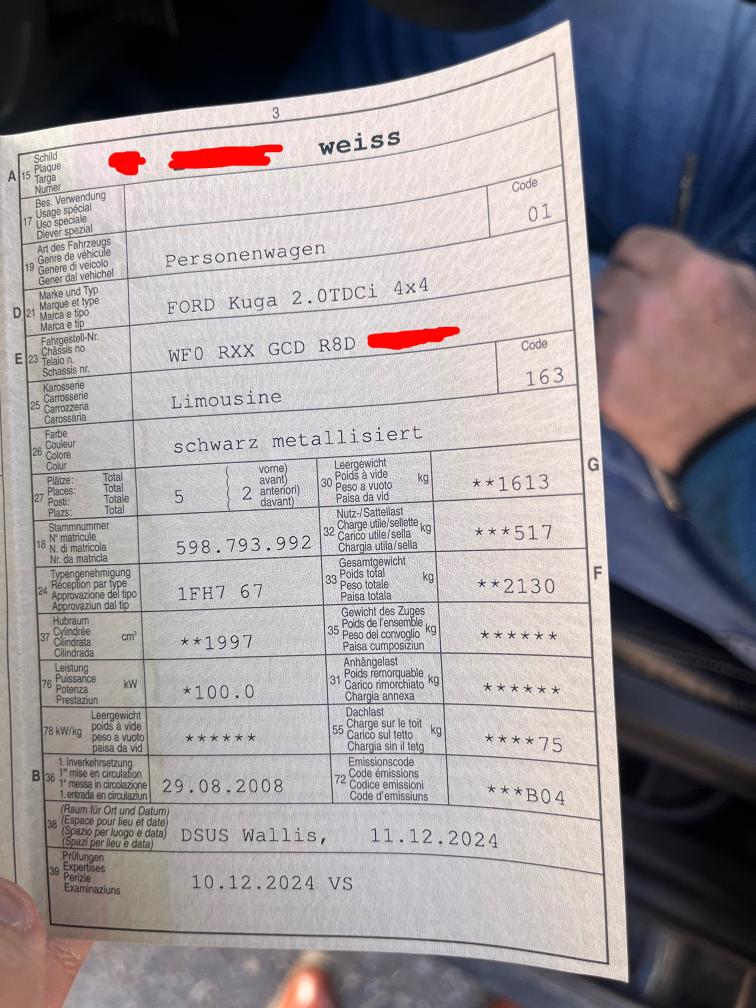 3
A 15 Schild
Plaque
Targa
Numer
weiss
17 Bes. Verwendung
Usage spécial
Uso speciale
Diever spezial
Code
01
19 Art des Fahrzeugs
Genre de véhicule
Genere di veicolo
Gener dal vehichel
Personenwagen
D 21 Marke und Typ
Marque et type
Marca e tipo
Marca e tip
FORD Kuga 2.0TDCi 4x4
E 23 Fahrgestell-Nr.
Châssis no
Telaio n.
Schassis nr.
WF0 RXX GCD R8D
25 Karosserie
Carrosserie
Carrozzeria
Carossaria
Limousine
Code
163
26 Farbe
Couleur
Colore
Colur
schwarz metallisiert
27 Plätze: Total
Places: Total
Posti: Totale
Plazs: Total
5
2
vorne)
avant)
anteriori)
davant)
G
30 Leergewicht
Poids à vide
Peso a vuoto
Paisa da vid
kg
**1613
18 Stammnummer
N° matricule
N. di matricola
Nr. da matricla
598.793.992
32 Nutz-/Sattellast
Charge utile/sellette
Carico utile/sella
Chargia utila/sella
kg
***517
24 Typengenehmigung
Réception par type
Approvazione del tipo
Approvaziun dal tip
1FH7 67
F
33 Gesamtgewicht
Poids total
Peso totale
Paisa totala
kg
**2130
37 Hubraum
Cylindrée
Cilindrata
Cilindrada
cm³
**1997
35 Gewicht des Zuges
Poids de l'ensemble
Peso del convoglio
Paisa cumposiziun
kg
******
76 Leistung
Puissance
Potenza
Prestaziun
kW
*100.0
31 Anhängelast
Poids remorquable
Carico rimorchiato
Chargia annexa
kg
******
78 kW/kg Leergewicht
poids à vide
peso a vuoto
paisa da vid
******
55 Dachlast
Charge sur le toit
Carico sul tetto
Chargia sin il tetg
kg
****75
B 36 1. Inverkehrsetzung
1re mise en circulation
1a messa in circolazione
1. entrada en circulaziun
29.08.2008
72 Emissionscode
Code émissions
Codice emissioni
Code d'emissiuns
***B04
38 (Raum für Ort und Datum)
(Espace pour lieu et date)
(Spazio per luogo e data)
(Spazi per lieu e data)
DSUS Wallis, 11.12.2024
39 Prüfungen
Expertises
Perizie
Examinaziuns
10.12.2024 VS